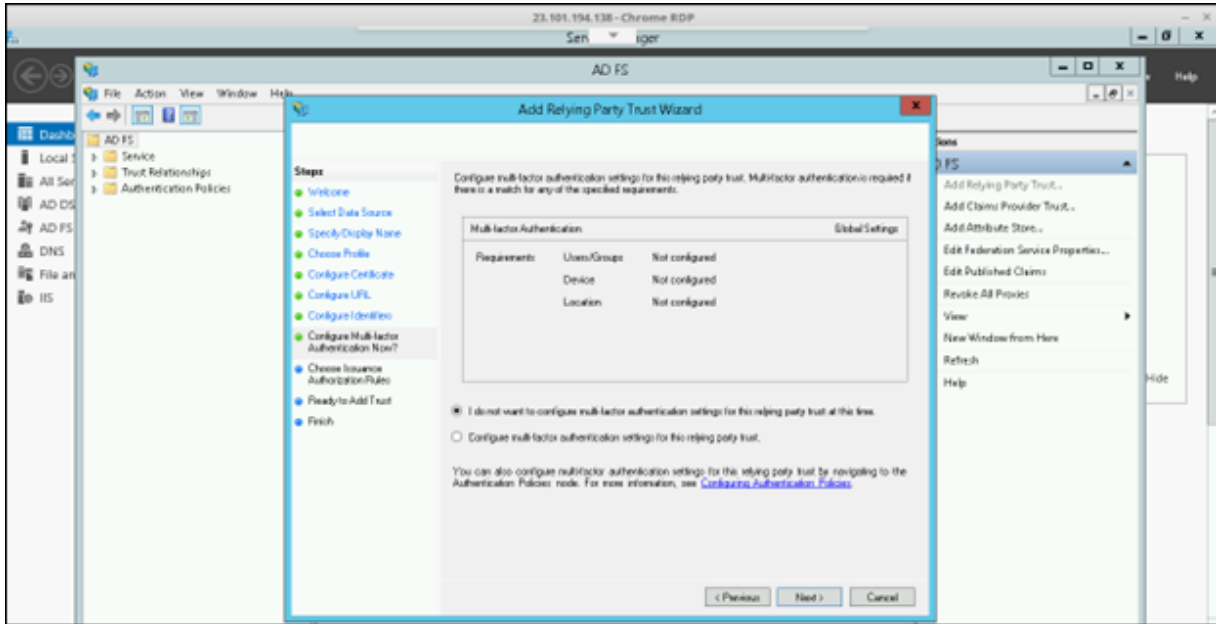 23.101.194.138 - Chrome RDP
AD FS
File Action View Window Help
Help
Dashb
Local S
All Ser
AD DS
AD FS
DNS
File an
IIS
AD FS
Service
Trust Relationships
Authentication Policies
Add Relying Party Trust Wizard
Steps
Welcome
Select Data Source
Specify Display Name
Choose Profile
Configure Certificate
Configure URL
Configure Identifiers
Configure Multi-factor
Authentication Now?
Choose Issuance
Authorization Rules
Ready to Add Trust
Finish
Configure multi-factor authentication settings for this relying party trust. Multi-factor authentication is required if
there is a match for any of the specified requirements.
Multi-factor Authentication Global Settings
Requirements Users/Groups Not configured
Device Not configured
Location Not configured
I do not want to configure multi-factor authentication settings for this relying party trust at this time.
Configure multi-factor authentication settings for this relying party trust.
You can also configure multi-factor authentication settings for this relying party trust by navigating to the
Authentication Policies node. For more information, see Configuring Authentication Policies.
< Previous Next > Cancel
Add Relying Party Trust...
Add Claims Provider Trust...
Add Attribute Store...
Edit Federation Service Properties...
Edit Published Claims
Revoke All Proxies
View
New Window from Here
Refresh
Help
Hide